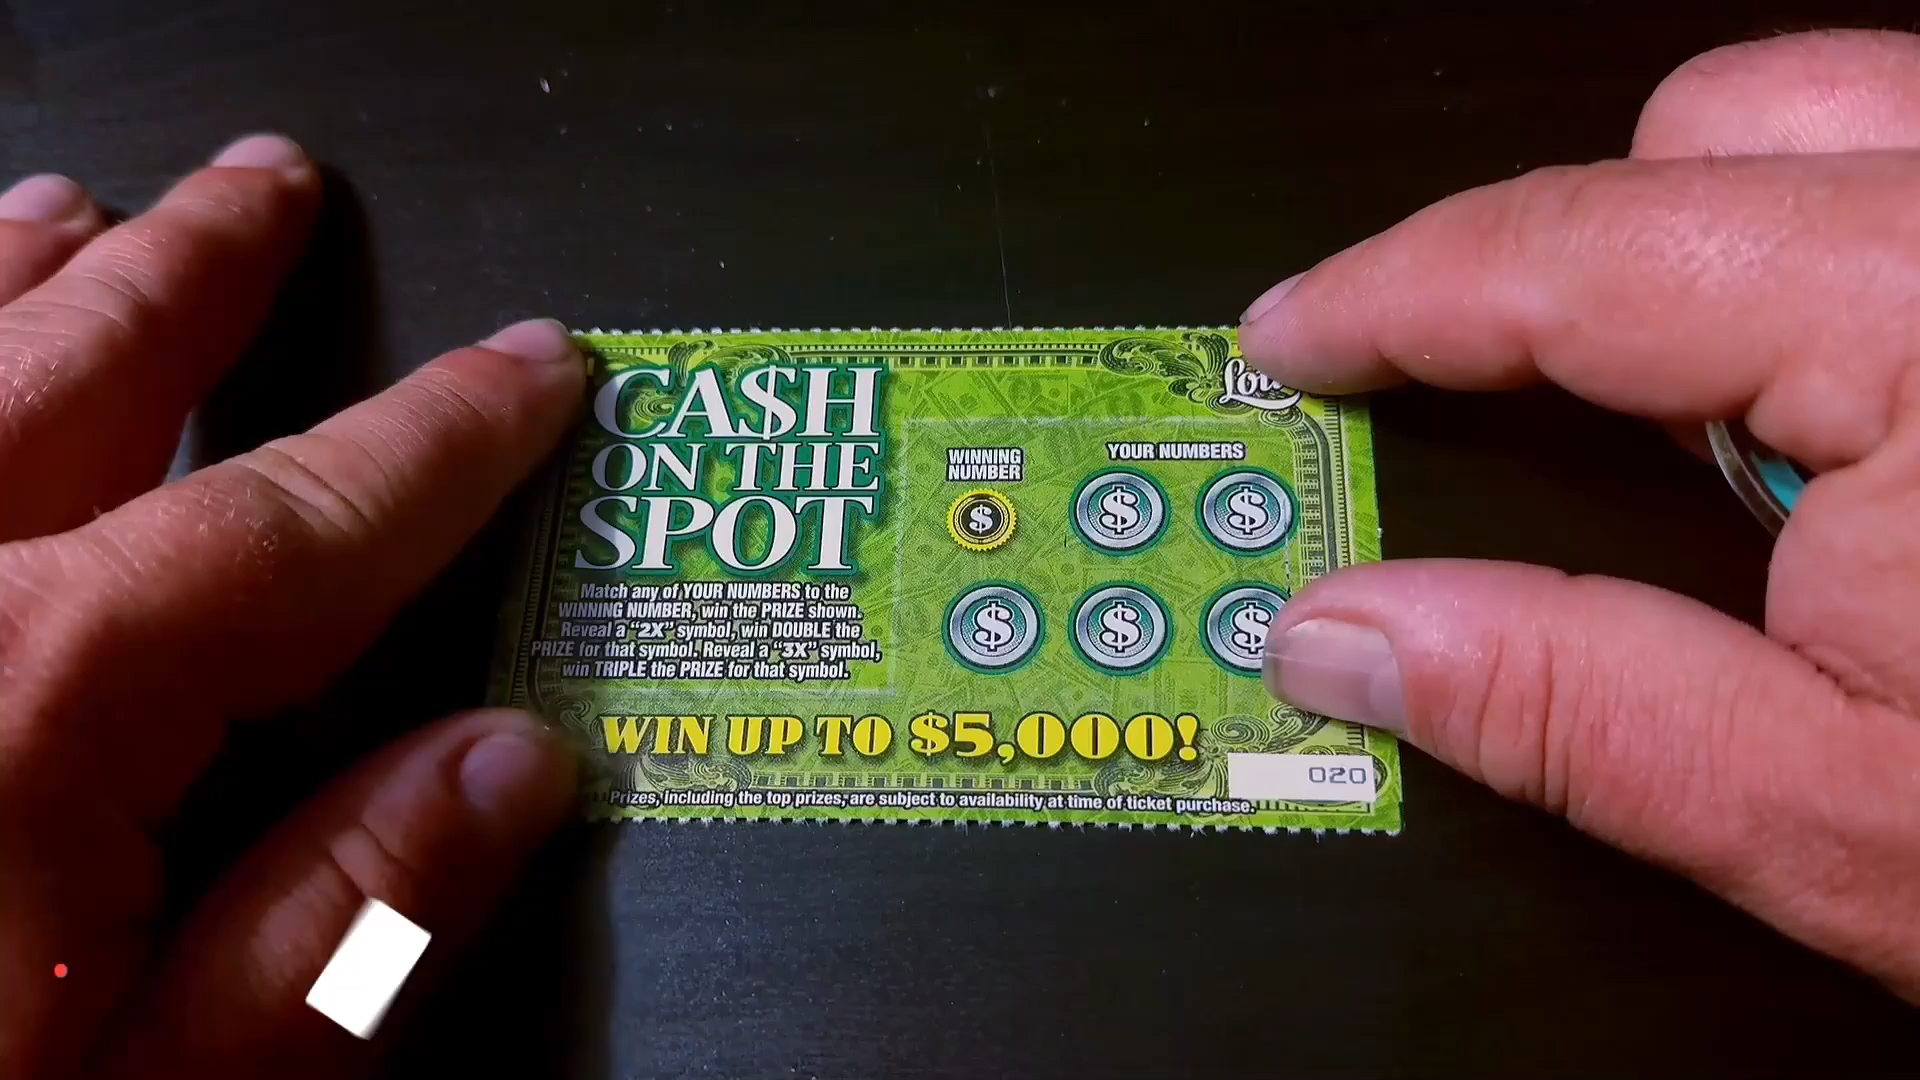 CA$H
ON THE
SPOT
Match any of YOUR NUMBERS to the
WINNING NUMBER, win the PRIZE shown.
Reveal a "2X" symbol, win DOUBLE the
PRIZE for that symbol. Reveal a "3X" symbol,
win TRIPLE the PRIZE for that symbol.
WINNING
NUMBER
YOUR NUMBERS
$
$
$
$
$
$
WIN UP TO $5,000!
020
Prizes, including the top prizes, are subject to availability at time of ticket purchase.